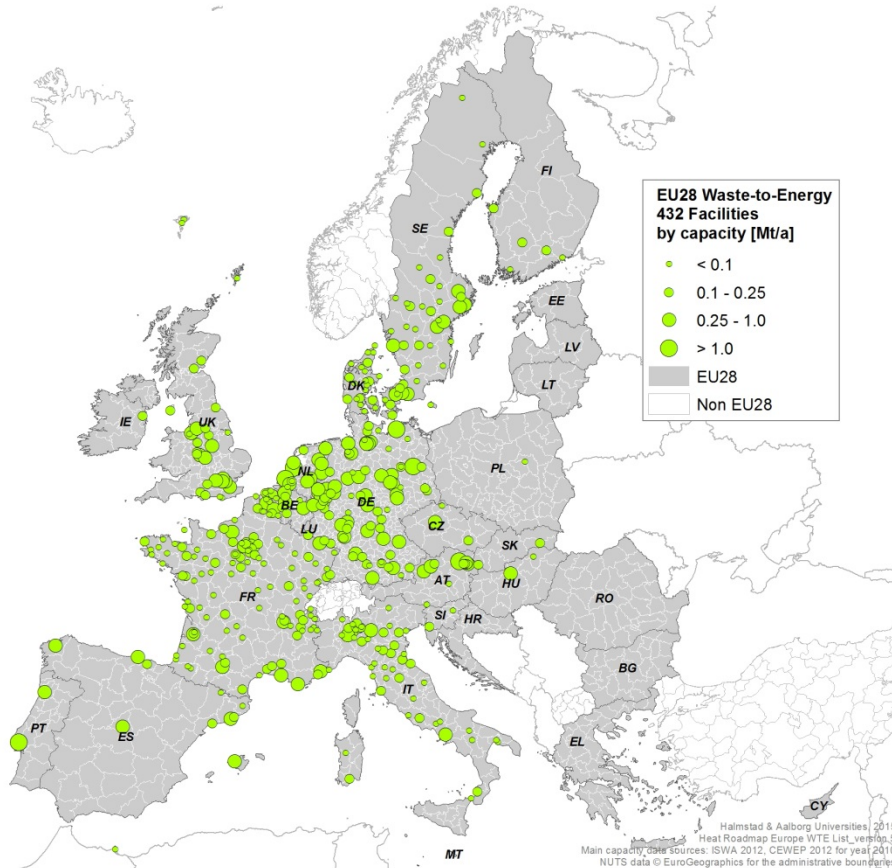 FI
SE
EU28 Waste-to-Energy
432 Facilities
by capacity [Mt/a]
< 0.1
0.1 - 0.25
0.25 - 1.0
> 1.0
EU28
Non EU28
EE
LV
LT
DK
IE
UK
NL
PL
BE
DE
LU
CZ
SK
FR
AT
HU
RO
SI
HR
BG
IT
PT
ES
EL
CY
MT
Halmstad & Aalborg Universities,
Heat Roadmap Europe WTE List_version
Main capacity data sources: ISWA 2012, CEWEP 2012 for year
NUTS data © EuroGeographics for the administrative